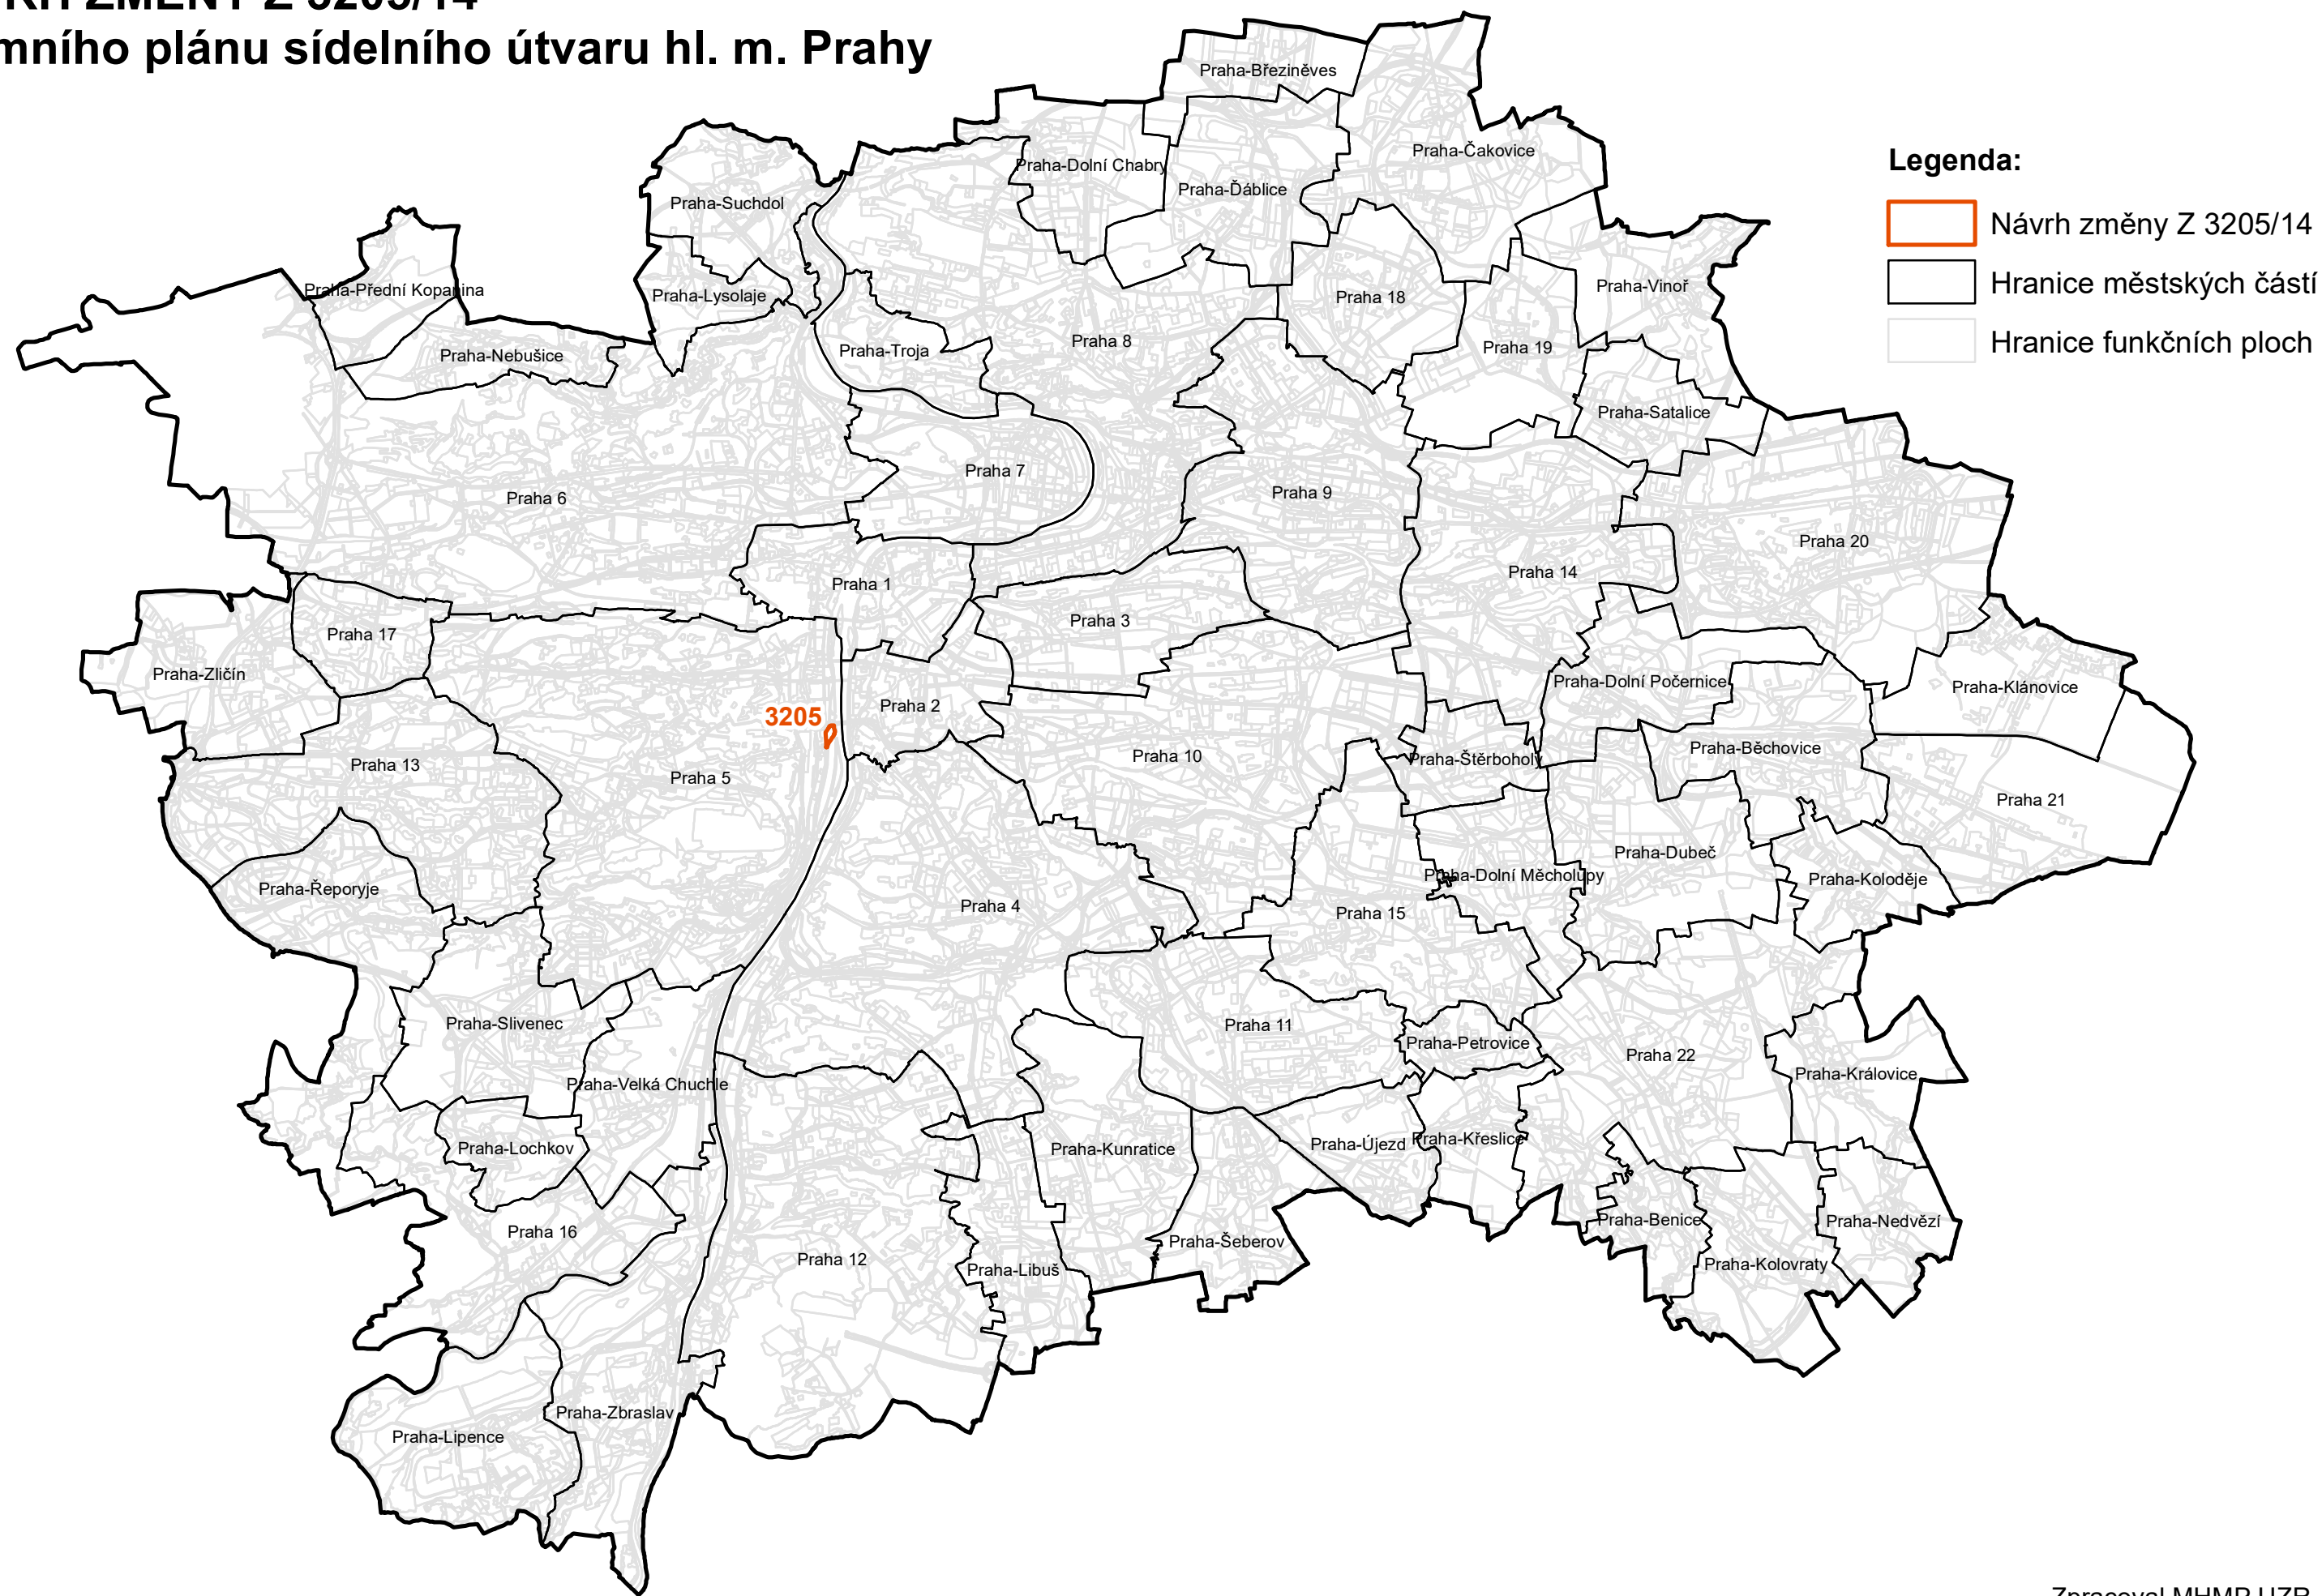 ZMĚNY Z 3205/14
plánu sídelního útvaru hl. m. Prahy
Legenda:
Návrh změny Z 3205/14
Hranice městských částí
Hranice funkčních ploch
Praha-Březiněves
Praha-Čakovice
Praha-Dolní Chabry
Praha-Ďáblice
Praha-Suchdol
Praha-Přední Kopanina
Praha-Lysolaje
Praha 18
Praha-Vinoř
Praha-Nebušice
Praha-Troja
Praha 8
Praha 19
Praha-Satalice
Praha 6
Praha 7
Praha 9
Praha 20
Praha 1
Praha 14
Praha 3
Praha 17
Praha-Zličín
Praha-Dolní Počernice
Praha-Klánovice
Praha 2
3205
Praha 13
Praha 5
Praha 10
Praha-Štěrboholy
Praha-Běchovice
Praha 21
Praha-Dubeč
Praha-Řeporyje
Praha-Dolní Měcholupy
Praha-Koloděje
Praha 4
Praha 15
Praha-Slivenec
Praha 11
Praha-Petrovice
Praha 22
Praha-Královice
Praha-Velká Chuchle
Praha-Lochkov
Praha-Kunratice
Praha-Újezd
Praha-Křeslice
Praha 16
Praha-Benice
Praha-Nedvězí
Praha 12
Praha-Šeberov
Praha-Libuš
Praha-Kolovraty
Praha-Zbraslav
Praha-Lipence
Zpracoval MHMP UZR